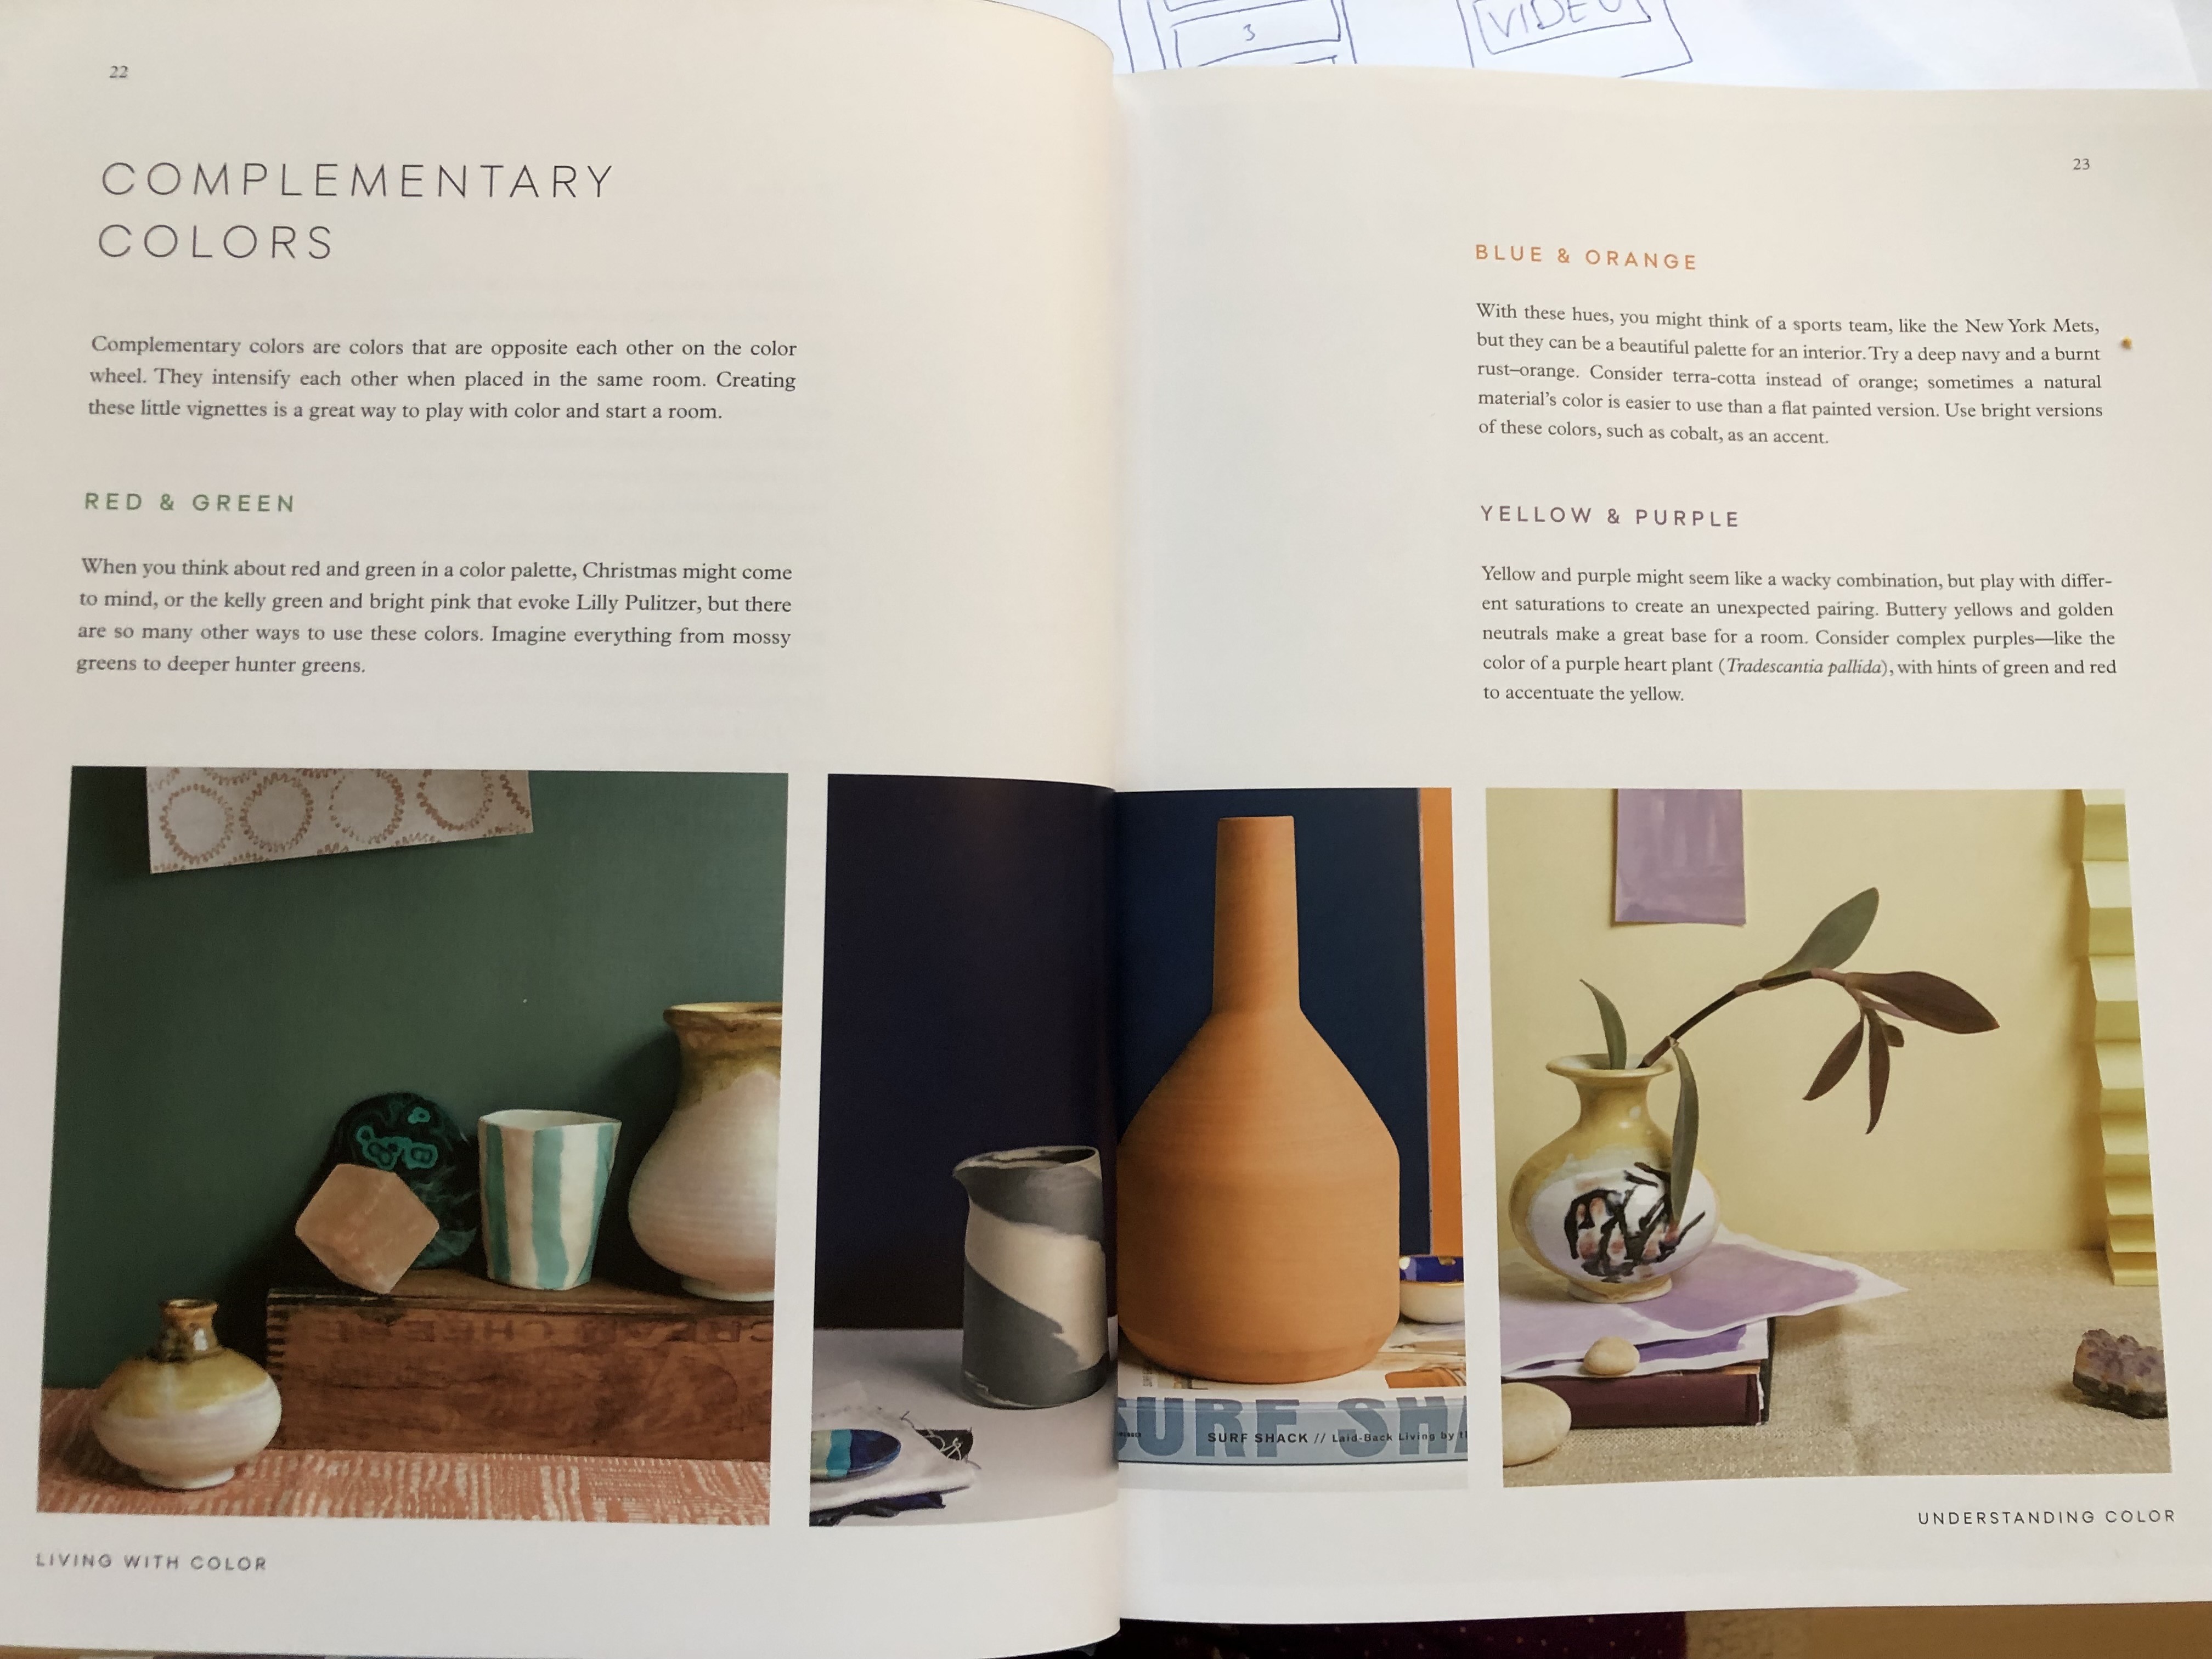 3
VIDEO
22
COMPLEMENTARY
COLORS
Complementary colors are colors that are opposite each other on the color
wheel. They intensify each other when placed in the same room. Creating
these little vignettes is a great way to play with color and start a room.
RED & GREEN
When you think about red and green in a color palette, Christmas might come
to mind, or the kelly green and bright pink that evoke Lilly Pulitzer, but there
are so many other ways to use these colors. Imagine everything from mossy
greens to deeper hunter greens.
CREAM CHEESE
LIVING WITH COLOR
23
BLUE & ORANGE
With these hues, you might think of a sports team, like the New York Mets,
but they can be a beautiful palette for an interior. Try a deep navy and a burnt
rust–orange. Consider terra-cotta instead of orange; sometimes a natural
material's color is easier to use than a flat painted version. Use bright versions
of these colors, such as cobalt, as an accent.
YELLOW & PURPLE
Yellow and purple might seem like a wacky combination, but play with differ-
ent saturations to create an unexpected pairing. Buttery yellows and golden
neutrals make a great base for a room. Consider complex purples—like the
color of a purple heart plant (Tradescantia pallida), with hints of green and red
to accentuate the yellow.
SURF SHA
SURF SHACK // Laid-Back Living by t
UNDERSTANDING COLOR